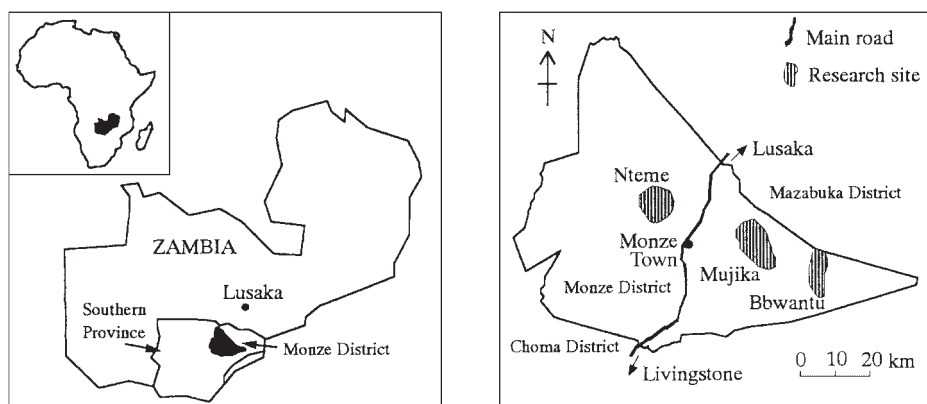 ZAMBIA
Lusaka
Southern
Province
Monze District
N
Main road
Research site
Lusaka
Nteme
Mazabuka District
Monze
Town
Mujika
Monze District
Bbwantu
Choma District
Livingstone
0 10 20 km